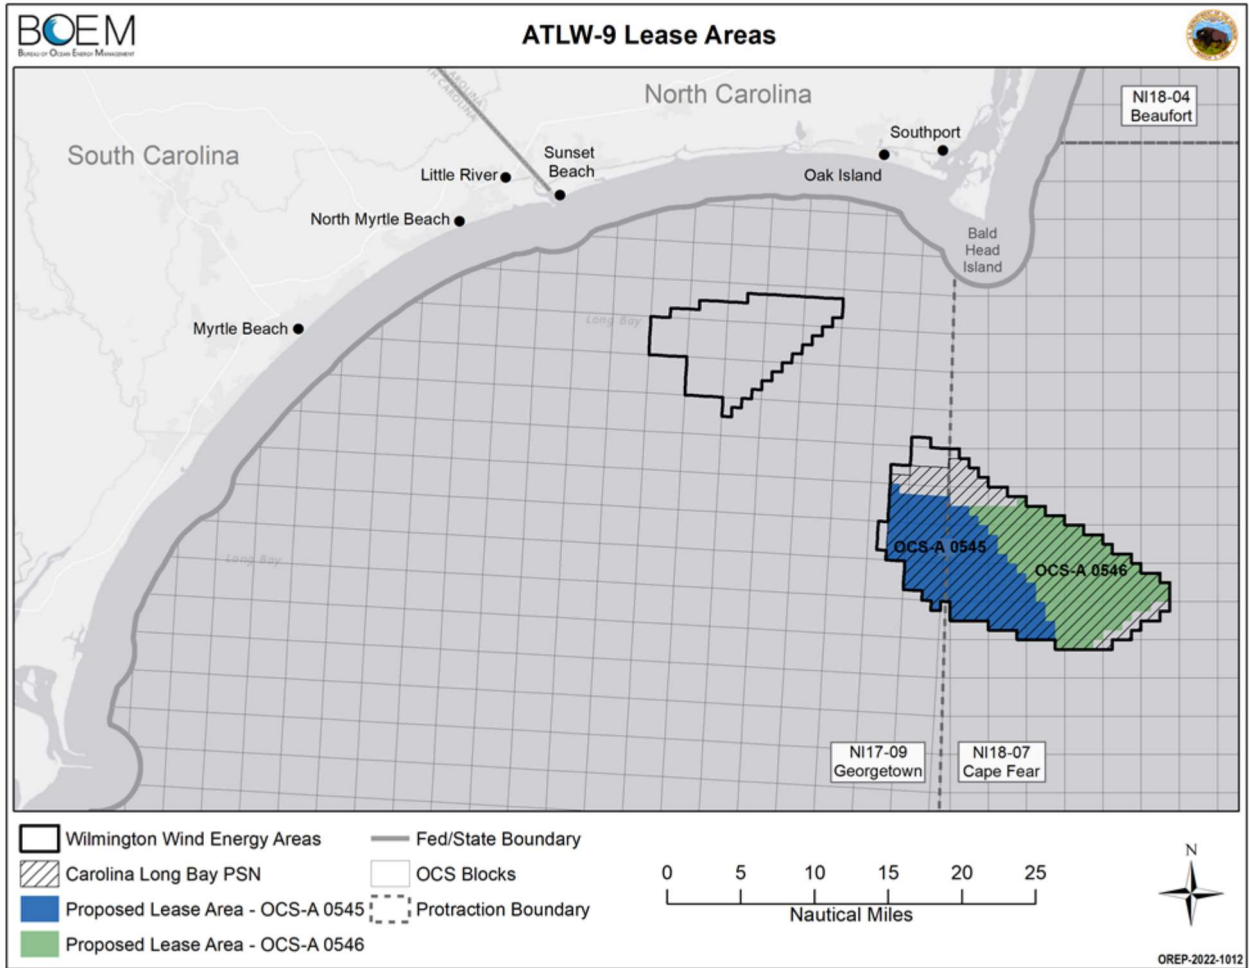 BOEM
BUREAU OF OCEAN ENERGY MANAGEMENT
ATLW-9 Lease Areas
NI18-04
Beaufort
North Carolina
South Carolina
Southport
Sunset
Beach
Little River
Oak Island
North Myrtle Beach
Bald
Head
Island
Long Bay
Myrtle Beach
OCS-A 0545
OCS-A 0546
Long Bay
NI17-09
Georgetown
NI18-07
Cape Fear
Wilmington Wind Energy Areas
Fed/State Boundary
Carolina Long Bay PSN
OCS Blocks
Proposed Lease Area - OCS-A 0545
Protraction Boundary
Proposed Lease Area - OCS-A 0546
0 5 10 15 20 25
Nautical Miles
N
OREP-2022-1012